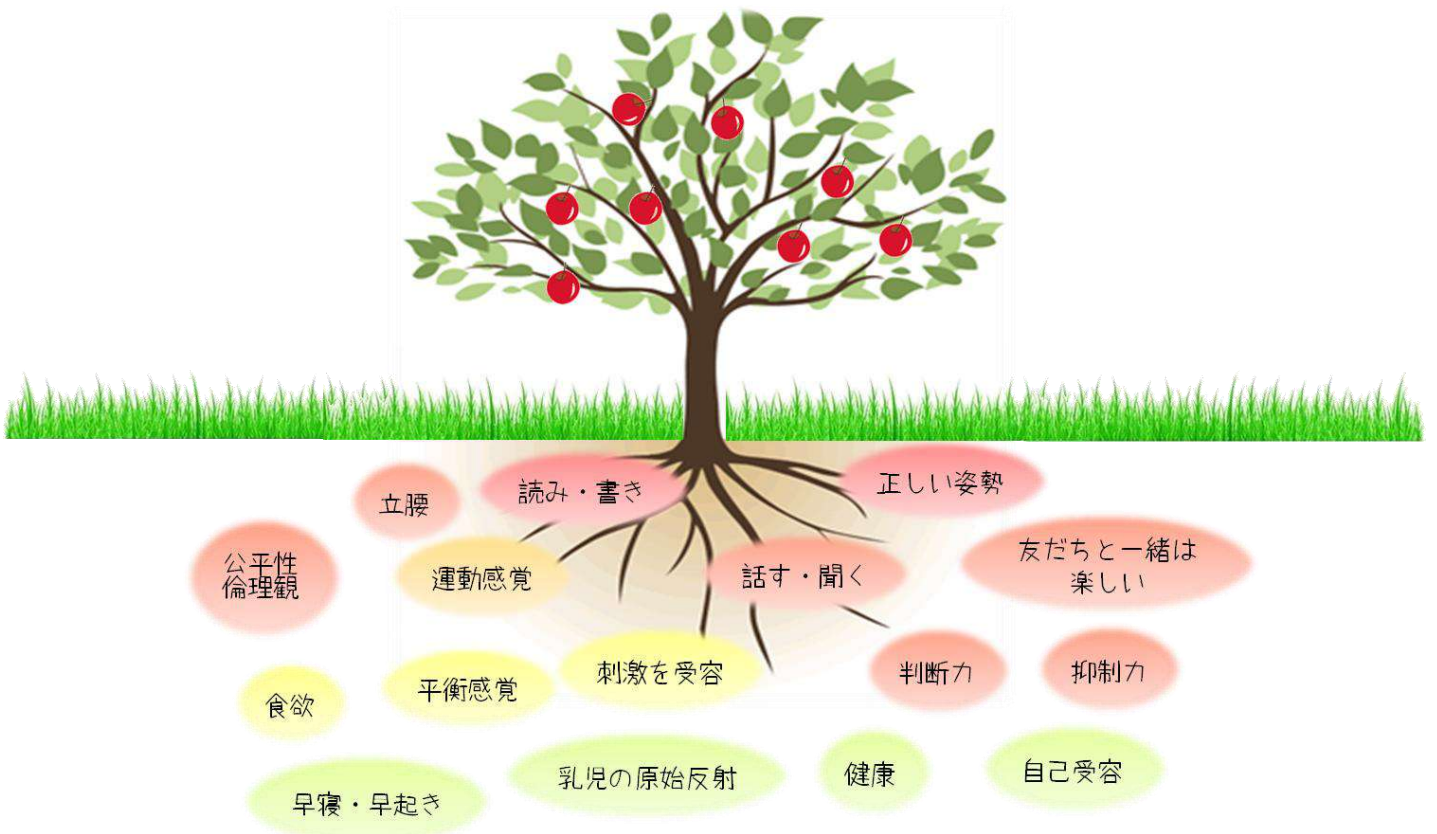 立腰
読み・書き
正しい姿勢
公平性
倫理観
運動感覚
話す・聞く
友だちと一緒は
楽しい
食欲
平衡感覚
刺激を受容
判断力
抑制力
早寝・早起き
乳児の原始反射
健康
自己受容